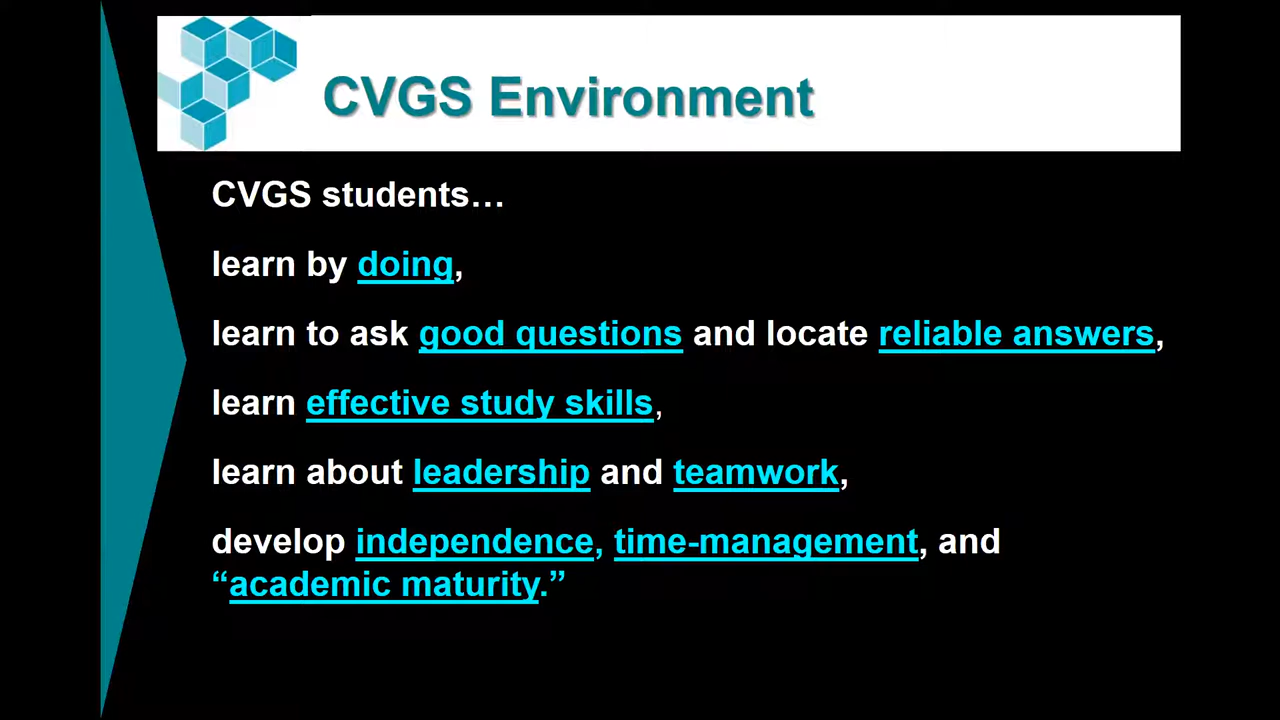 CVGS Environment
CVGS students…
learn by doing,
learn to ask good questions and locate reliable answers,
learn effective study skills,
learn about leadership and teamwork,
develop independence, time-management, and
“academic maturity.”